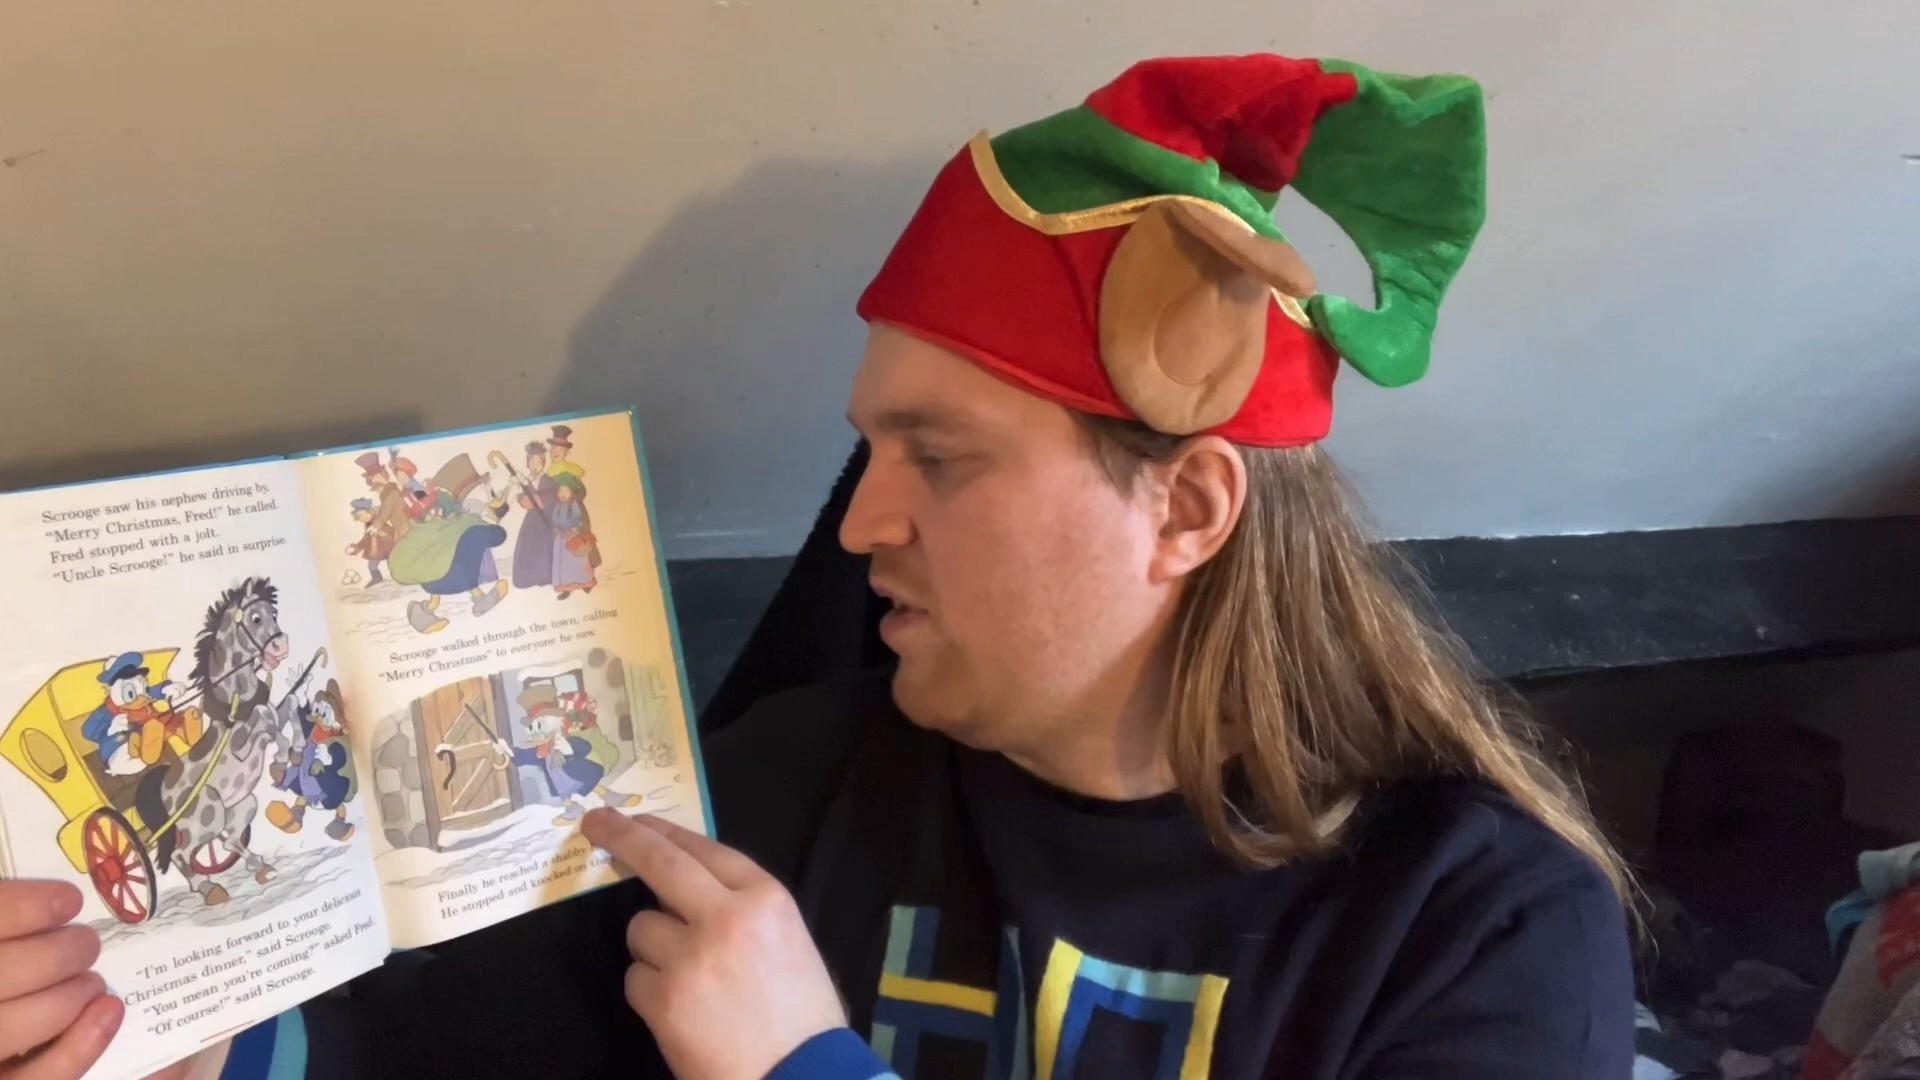 Scrooge saw his nephew driving by.
"Merry Christmas, Fred!" he called.
Fred stopped with a jolt.
"Uncle Scrooge!" he said in surprise.
"I'm looking forward to your delicious
Christmas dinner," said Scrooge.
"You mean you're coming?" asked Fred.
"Of course!" said Scrooge.
Scrooge walked through the town, calling
"Merry Christmas" to everyone he saw.
Finally he reached a shabby
He stopped and knocked on
HO